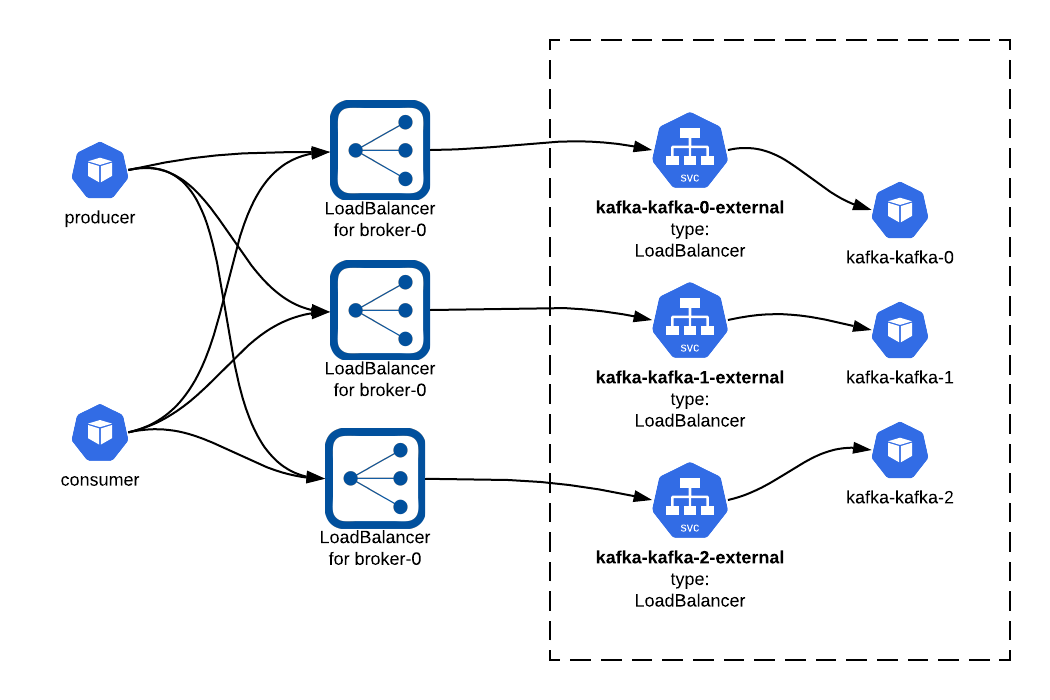 producer
consumer
LoadBalancer
for broker-0
LoadBalancer
for broker-0
LoadBalancer
for broker-0
svc
kafka-kafka-0-external
type:
LoadBalancer
svc
kafka-kafka-1-external
type:
LoadBalancer
svc
kafka-kafka-2-external
type:
LoadBalancer
kafka-kafka-0
kafka-kafka-1
kafka-kafka-2